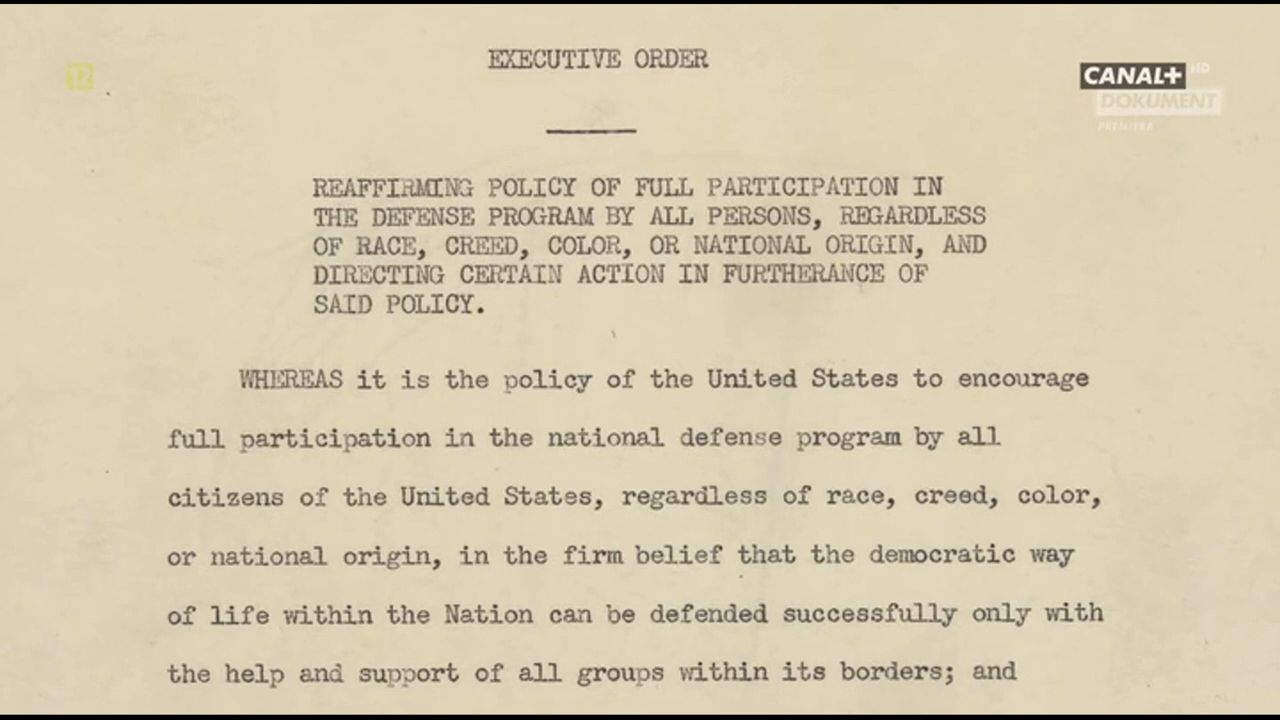 EXECUTIVE ORDER
12
CANAL+ HD
DOKUMENT
PREMIERA
REAFFIRMING POLICY OF FULL PARTICIPATION IN
THE DEFENSE PROGRAM BY ALL PERSONS, REGARDLESS
OF RACE, CREED, COLOR, OR NATIONAL ORIGIN, AND
DIRECTING CERTAIN ACTION IN FURTHERANCE OF
SAID POLICY.
WHEREAS it is the policy of the United States to encourage
full participation in the national defense program by all
citizens of the United States, regardless of race, creed, color,
or national origin, in the firm belief that the democratic way
of life within the Nation can be defended successfully only with
the help and support of all groups within its borders; and